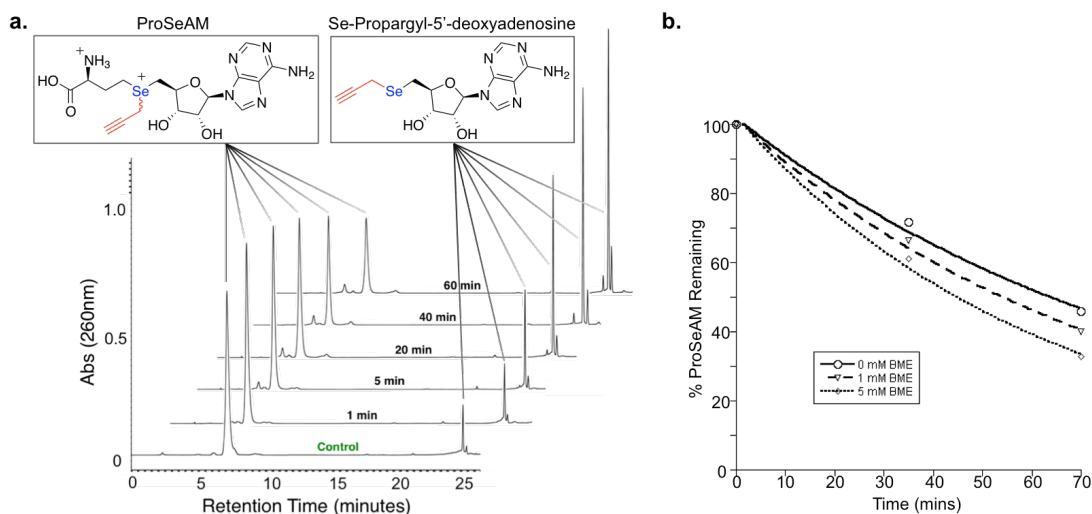 a.
ProSeAM
Se-Propargyl-5'-deoxyadenosine
+
NH3
HO
O
+
Se
O
N
N
N
N
NH2
HO
OH
Se
O
N
N
N
N
NH2
HO
OH
1.0
0.5
0
Abs (260nm)
60 min
40 min
20 min
5 min
1 min
Control
0
5
10
15
20
25
Retention Time (minutes)
b.
100
80
60
40
20
0
% ProSeAM Remaining
0 mM BME
1 mM BME
5 mM BME
0
10
20
30
40
50
60
70
Time (mins)